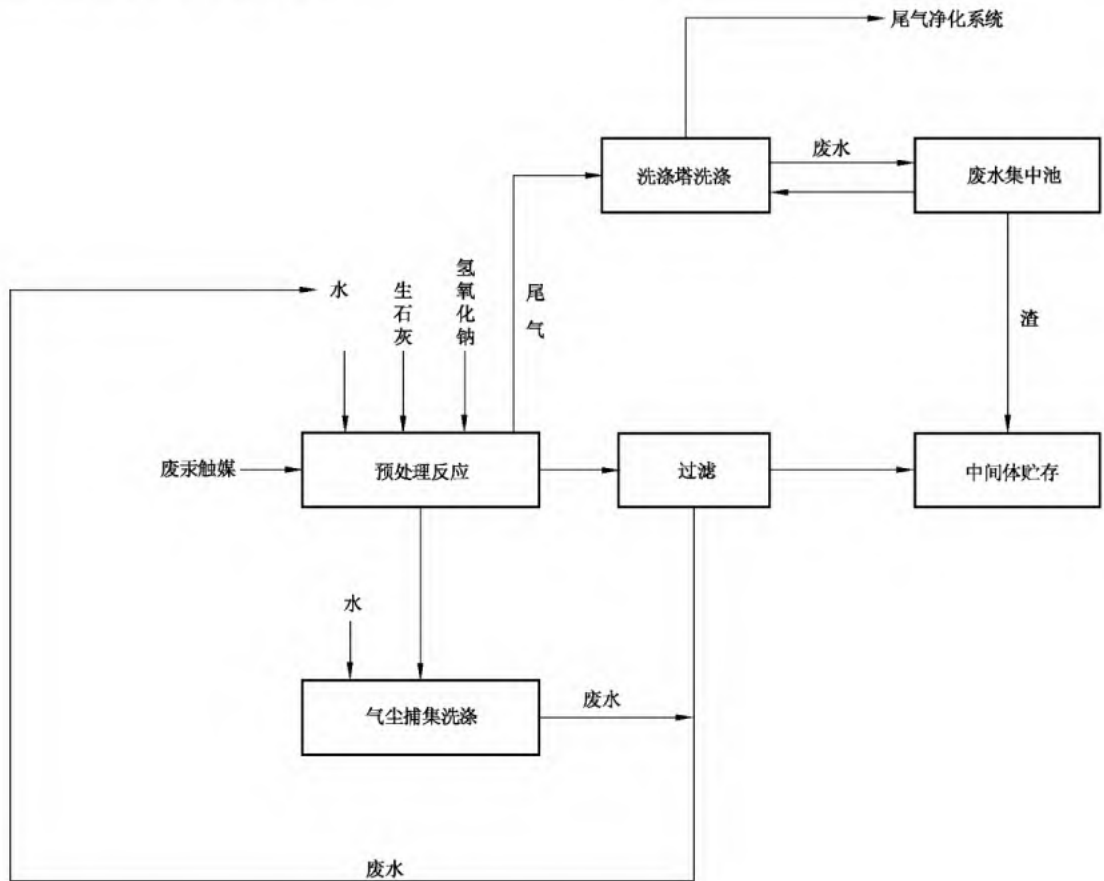 尾气净化系统
洗涤塔洗涤
废水
废水集中池
水
生石灰
氢氧化钠
尾气
渣
废汞触媒
预处理反应
过滤
中间体贮存
水
气尘捕集洗涤
废水
废水